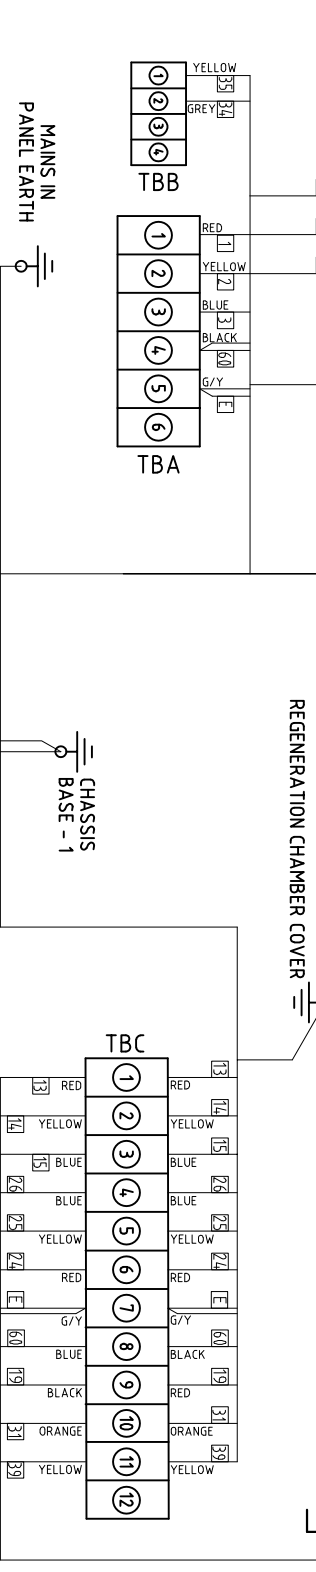 YELLOW
35
GREY 34
1
2
3
4
TBB
MAINS IN
PANEL EARTH
RED
1
YELLOW
2
BLUE
3
BLACK
60
G/Y
E
1
2
3
4
5
6
TBA
REGENERATION CHAMBER COVER
CHASSIS
BASE - 1
TBC
13 RED 1 RED 13
14 YELLOW 2 YELLOW 14
15 BLUE 3 BLUE 15
26 BLUE 4 BLUE 26
25 YELLOW 5 YELLOW 25
24 RED 6 RED 24
E G/Y 7 G/Y E
60 BLUE 8 BLACK 60
19 BLACK 9 RED 19
31 ORANGE 10 ORANGE 31
39 YELLOW 11 YELLOW 39
12
L